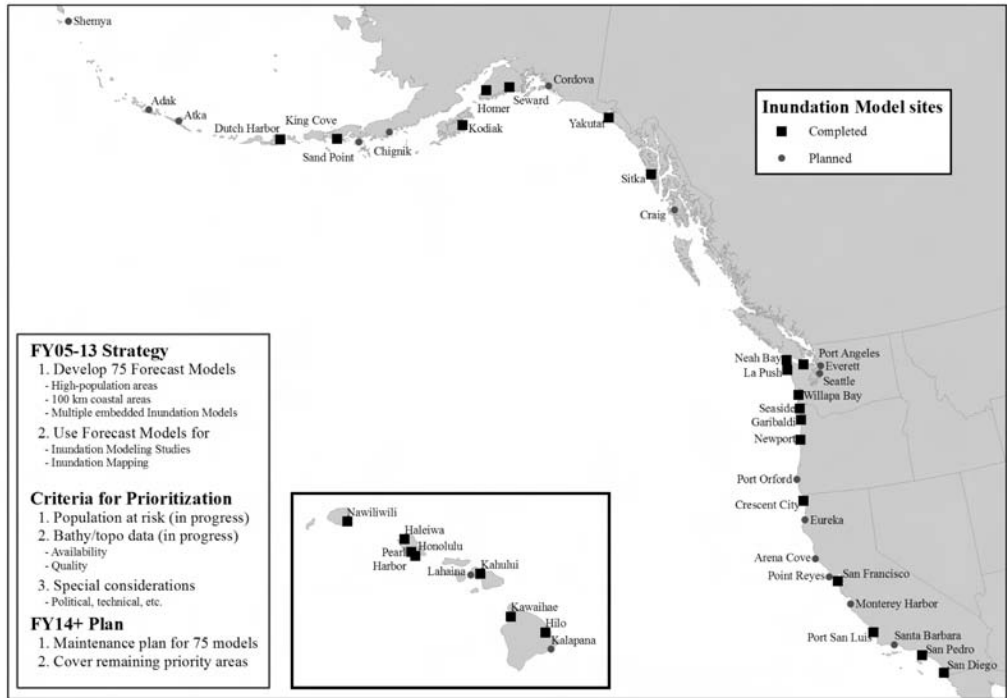 Shemya
Adak
Atka
Dutch Harbor
King Cove
Sand Point
Chignik
Homer
Seward
Kodiak
Cordova
Yakutat
Sitka
Craig
Inundation Model sites
Completed
Planned
Neah Bay
Port Angeles
La Push
Everett
Seattle
Willapa Bay
Seaside
Garibaldi
Newport
Port Orford
Crescent City
Eureka
Arena Cove
Point Reyes
San Francisco
Monterey Harbor
Port San Luis
Santa Barbara
San Pedro
San Diego
FY05-13 Strategy
1. Develop 75 Forecast Models
- High-population areas
- 100 km coastal areas
- Multiple embedded Inundation Models
2. Use Forecast Models for
- Inundation Modeling Studies
- Inundation Mapping
Criteria for Prioritization
1. Population at risk (in progress)
2. Bathy/topo data (in progress)
- Availability
- Quality
3. Special considerations
- Political, technical, etc.
FY14+ Plan
1. Maintenance plan for 75 models
2. Cover remaining priority areas
Nawiliwili
Haleiwa
Pearl
Harbor
Honolulu
Lahaina
Kahului
Kawaihae
Hilo
Kalapana